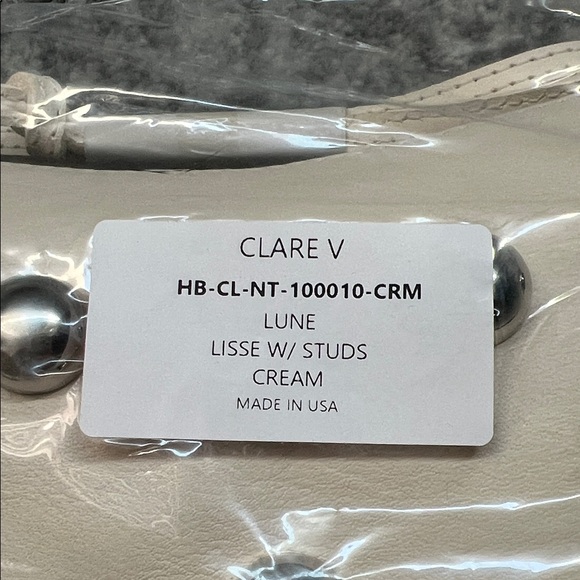 CLARE V
HB-CL-NT-100010-CRM
LUNE
LISSE W/ STUDS
CREAM
MADE IN USA